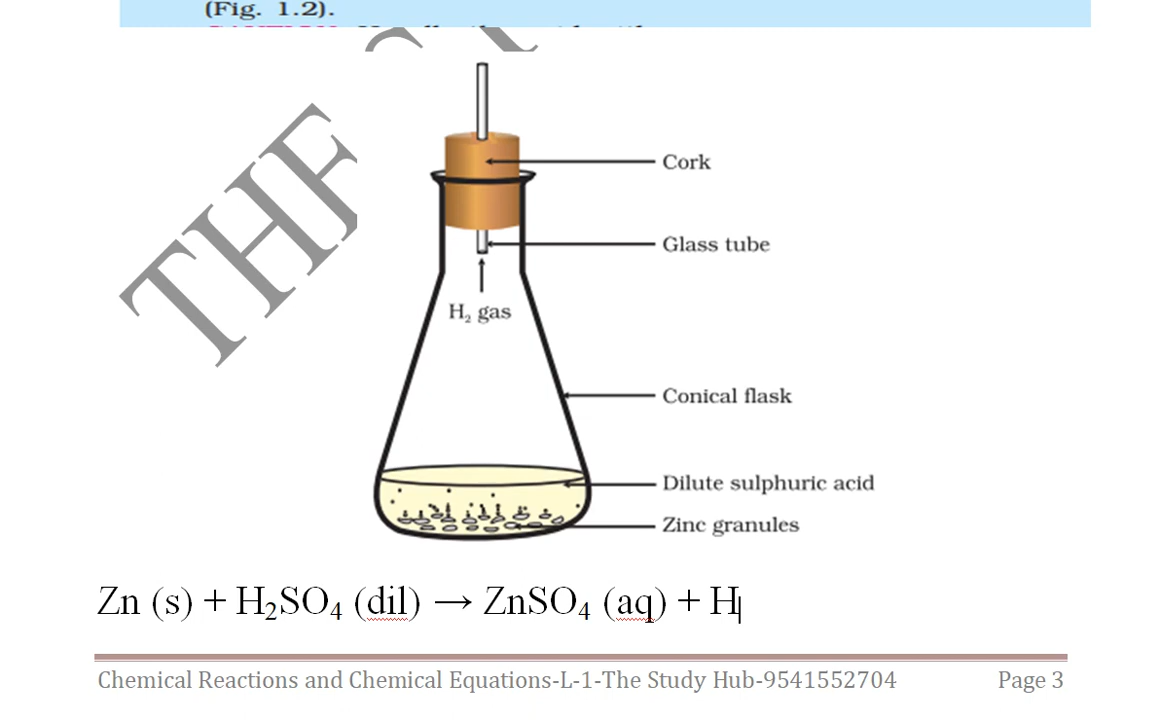 (Fig. 1.2).
TH
Cork
Glass tube
H₂ gas
Conical flask
Dilute sulphuric acid
Zinc granules
Zn (s) + H₂SO₄ (dil) → ZnSO₄ (aq) + H
Chemical Reactions and Chemical Equations-L-1-The Study Hub-9541552704 Page 3